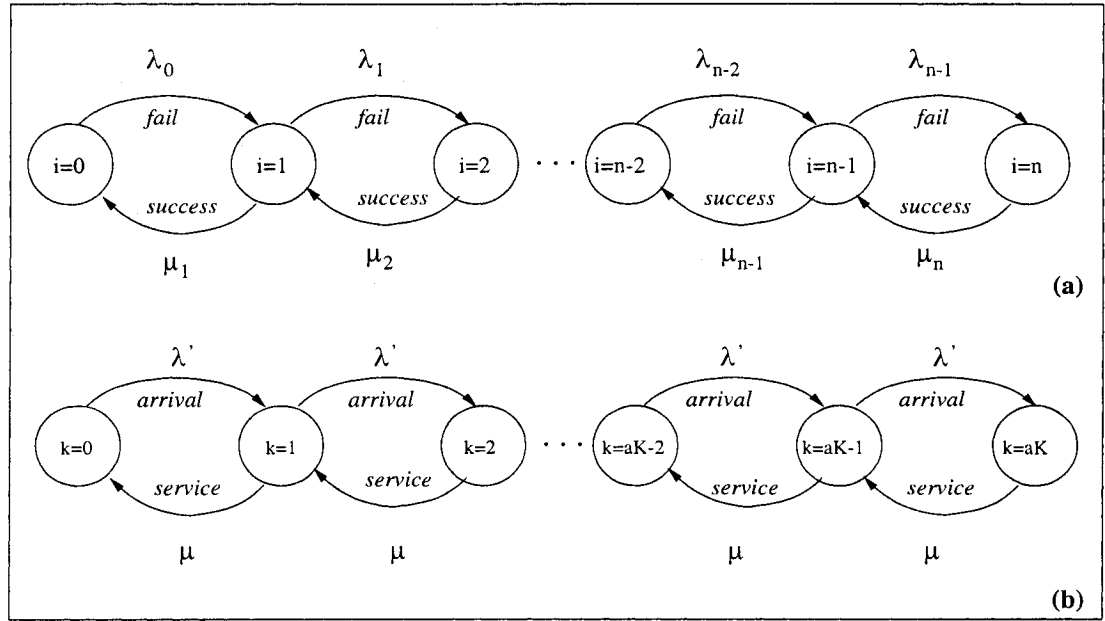 λ₀ λ₁ λₙ₋₂ λₙ₋₁
fail fail fail fail
i=0 i=1 i=2 · · · i=n-2 i=n-1 i=n
success success success success
μ₁ μ₂ μₙ₋₁ μₙ
(a)
λ' λ' λ' λ'
arrival arrival arrival arrival
k=0 k=1 k=2 · · · k=aK-2 k=aK-1 k=aK
service service service service
μ μ μ μ
(b)